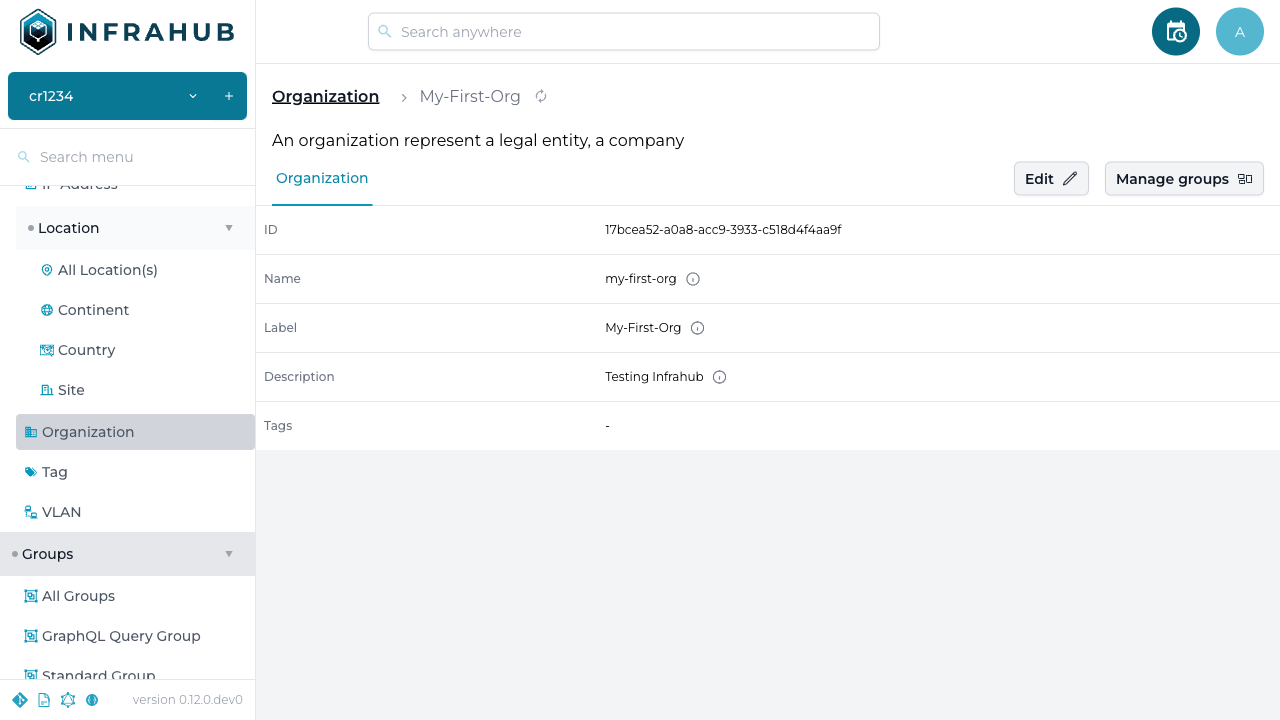 INFRAHUB
Search anywhere
A
cr1234
+
Search menu
IP Address
Location
All Location(s)
Continent
Country
Site
Organization
Tag
VLAN
Groups
All Groups
GraphQL Query Group
Standard Group
version 0.12.0.dev0
Organization > My-First-Org
An organization represent a legal entity, a company
Organization
Edit
Manage groups
ID 17bcea52-a0a8-acc9-3933-c518d4f4aa9f
Name my-first-org
Label My-First-Org
Description Testing Infrahub
Tags -